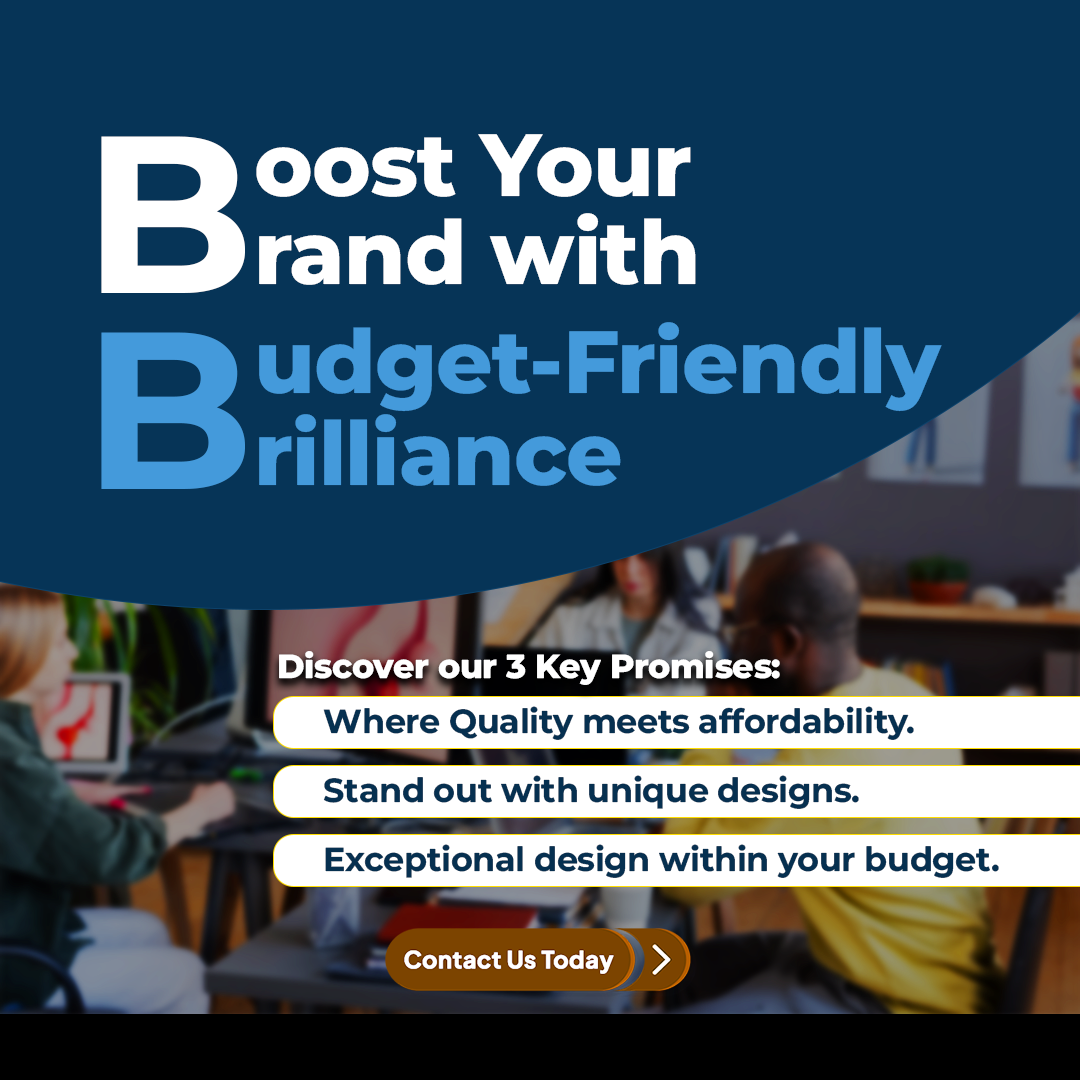 Boost Your
Brand with
Budget-Friendly
Brilliance
Discover our 3 Key Promises:
Where Quality meets affordability.
Stand out with unique designs.
Exceptional design within your budget.
Contact Us Today